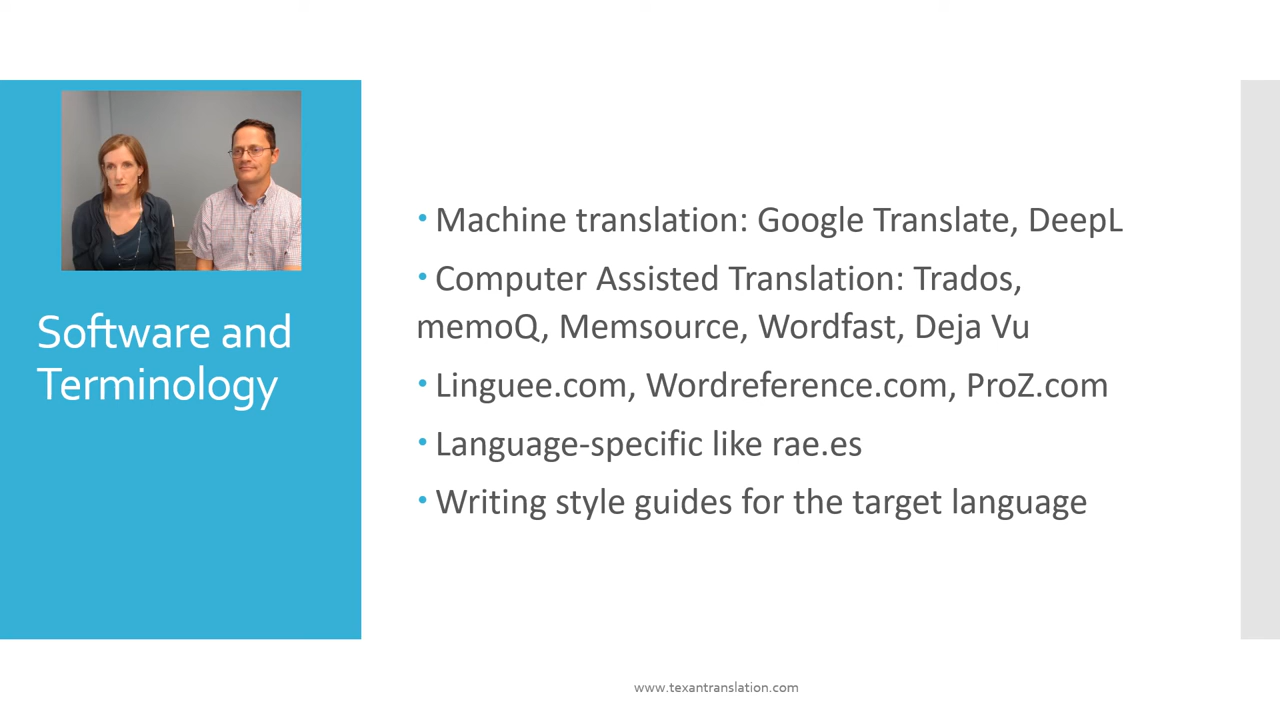 Software and
Terminology
• Machine translation: Google Translate, DeepL
• Computer Assisted Translation: Trados,
memoQ, Memsource, Wordfast, Deja Vu
• Linguee.com, Wordreference.com, ProZ.com
• Language-specific like rae.es
• Writing style guides for the target language
www.texantranslation.com